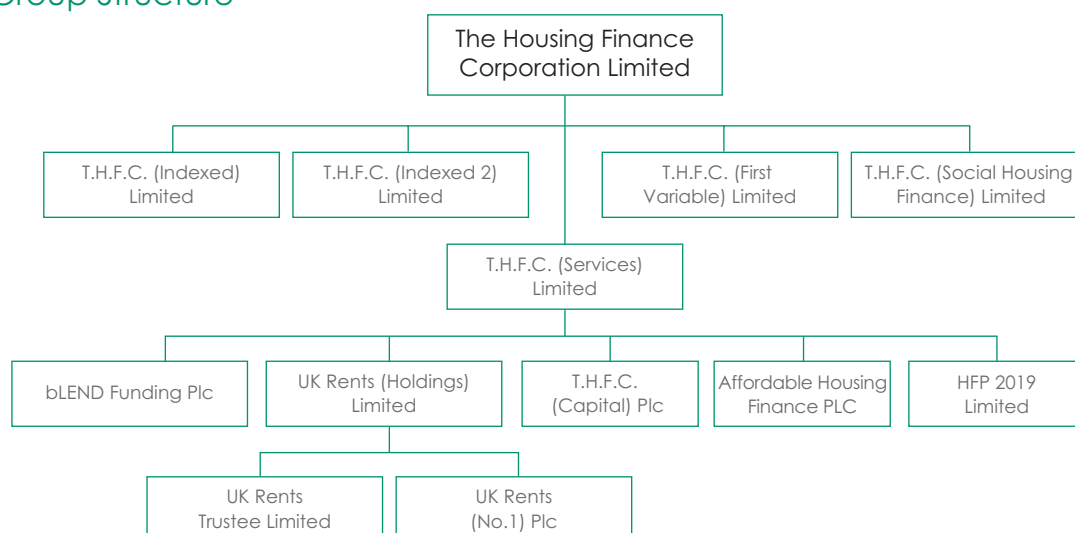 Group Structure
The Housing Finance
Corporation Limited
T.H.F.C. (Indexed)
Limited
T.H.F.C. (Indexed 2)
Limited
T.H.F.C. (First
Variable) Limited
T.H.F.C. (Social Housing
Finance) Limited
T.H.F.C. (Services)
Limited
bLEND Funding Plc
UK Rents (Holdings)
Limited
T.H.F.C.
(Capital) Plc
Affordable Housing
Finance PLC
HFP 2019
Limited
UK Rents
Trustee Limited
UK Rents
(No.1) Plc